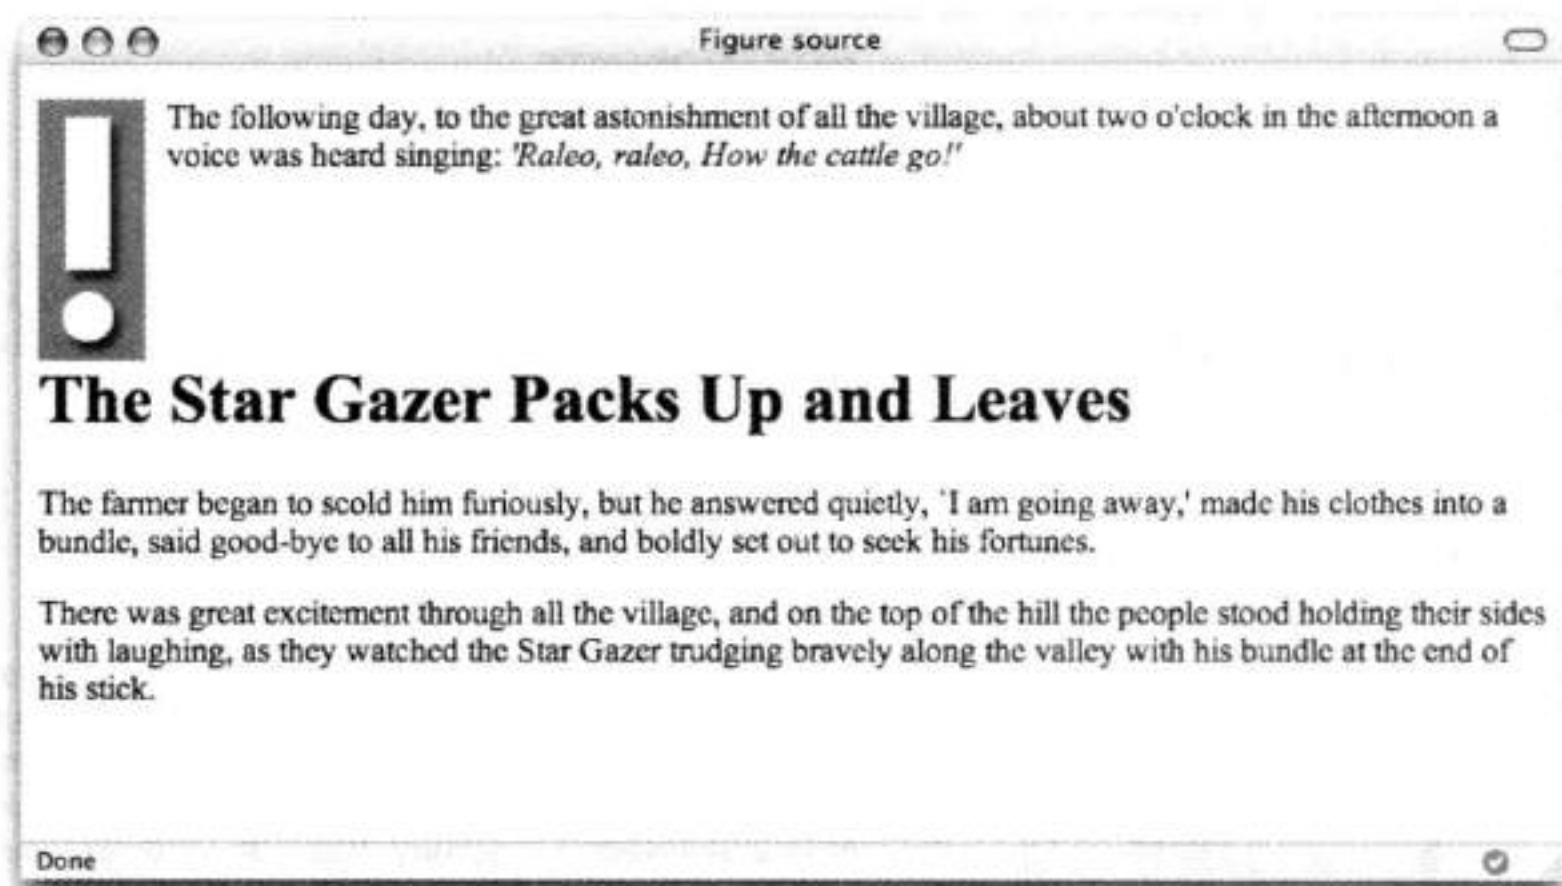 Figure source
The following day, to the great astonishment of all the village, about two o'clock in the afternoon a
voice was heard singing: 'Raleo, raleo, How the cattle go!'
The Star Gazer Packs Up and Leaves
The farmer began to scold him furiously, but he answered quietly, `I am going away,' made his clothes into a
bundle, said good-bye to all his friends, and boldly set out to seek his fortunes.
There was great excitement through all the village, and on the top of the hill the people stood holding their sides
with laughing, as they watched the Star Gazer trudging bravely along the valley with his bundle at the end of
his stick.
Done